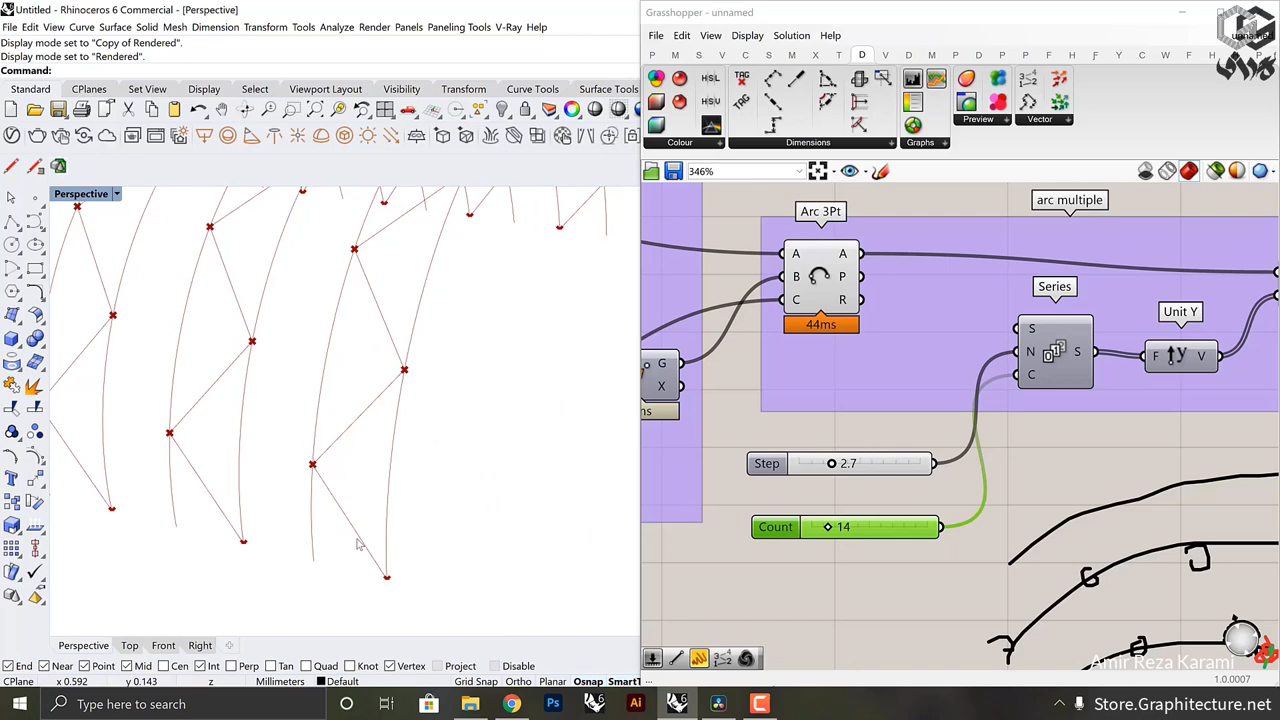 Untitled - Rhinoceros 6 Commercial - [Perspective]
File Edit View Curve Surface Solid Mesh Dimension Transform Tools Analyze Render Panels Paneling Tools V-Ray Help
Display mode set to "Copy of Rendered".
Display mode set to "Rendered".
Command:
Standard CPlanes Set View Display Select Viewport Layout Visibility Transform Curve Tools Surface Tools
Perspective
Perspective Top Front Right
End Near Point Mid Cen Int Perp Tan Quad Knot Vertex Project Disable
CPlane x 0.592 y 0.143 Millimeters Default Grid Snap Ortho Planar Osnap SmartT
Grasshopper - unnamed
File Edit View Display Solution Help
P M S V C S M I T D V D M P K H L W H T F Y C A F W H L P
HSL
HSV
TAG
TAG
Colour Dimensions Graphs Preview Vector
346%
arc multiple
Arc 3Pt
A A
B P
C R
44ms
Series
S
N S
C
Unit Y
F V
G
X
Step 2.7
Count 14
Amir Reza Karami
1.0.0007
Type here to search
Store.Graphitecture.net